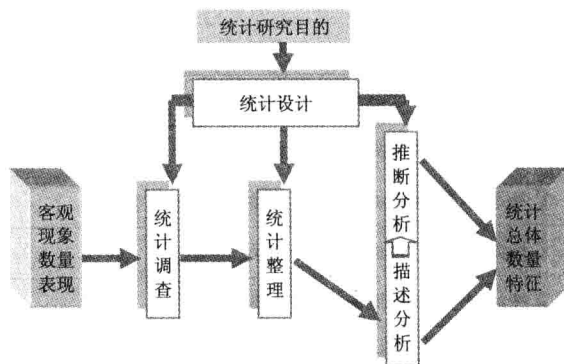 统计研究目的
统计设计
客观
现象
数量
表现
统计调查
统计整理
推断分析
描述分析
统计
总体
数量
特征